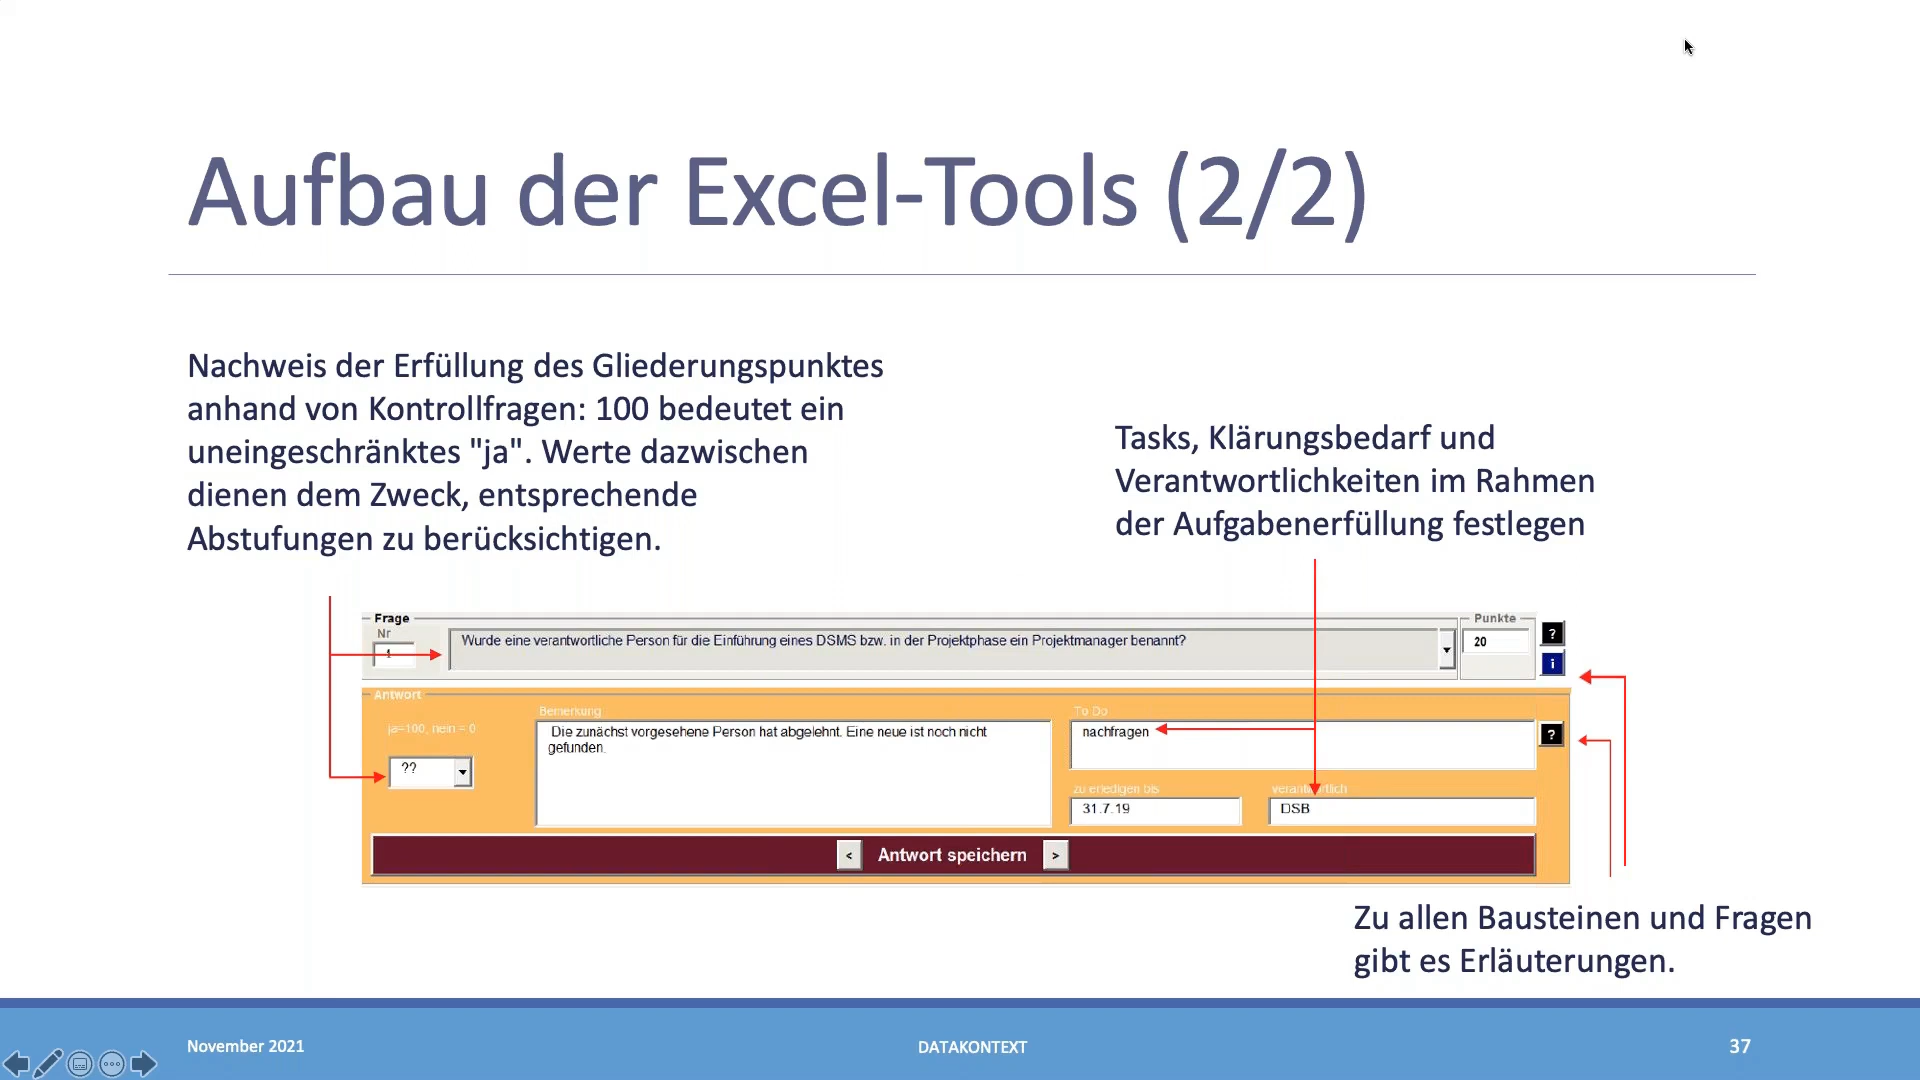 Aufbau der Excel-Tools (2/2)
Nachweis der Erfüllung des Gliederungspunktes
anhand von Kontrollfragen: 100 bedeutet ein
uneingeschränktes "ja". Werte dazwischen
dienen dem Zweck, entsprechende
Abstufungen zu berücksichtigen.
Tasks, Klärungsbedarf und
Verantwortlichkeiten im Rahmen
der Aufgabenerfüllung festlegen
Frage
Nr
Wurde eine verantwortliche Person für die Einführung eines DSMS bzw. in der Projektphase ein Projektmanager benannt?
Punkte
20
?
i
Antwort
ja=100, nein = 0
??
Bemerkung
Die zunächst vorgesehene Person hat abgelehnt. Eine neue ist noch nicht
gefunden.
To Do
nachfragen
?
zu erledigen bis
31.7.19
verantwortlich
DSB
< Antwort speichern >
Zu allen Bausteinen und Fragen
gibt es Erläuterungen.
November 2021
DATAKONTEXT
37